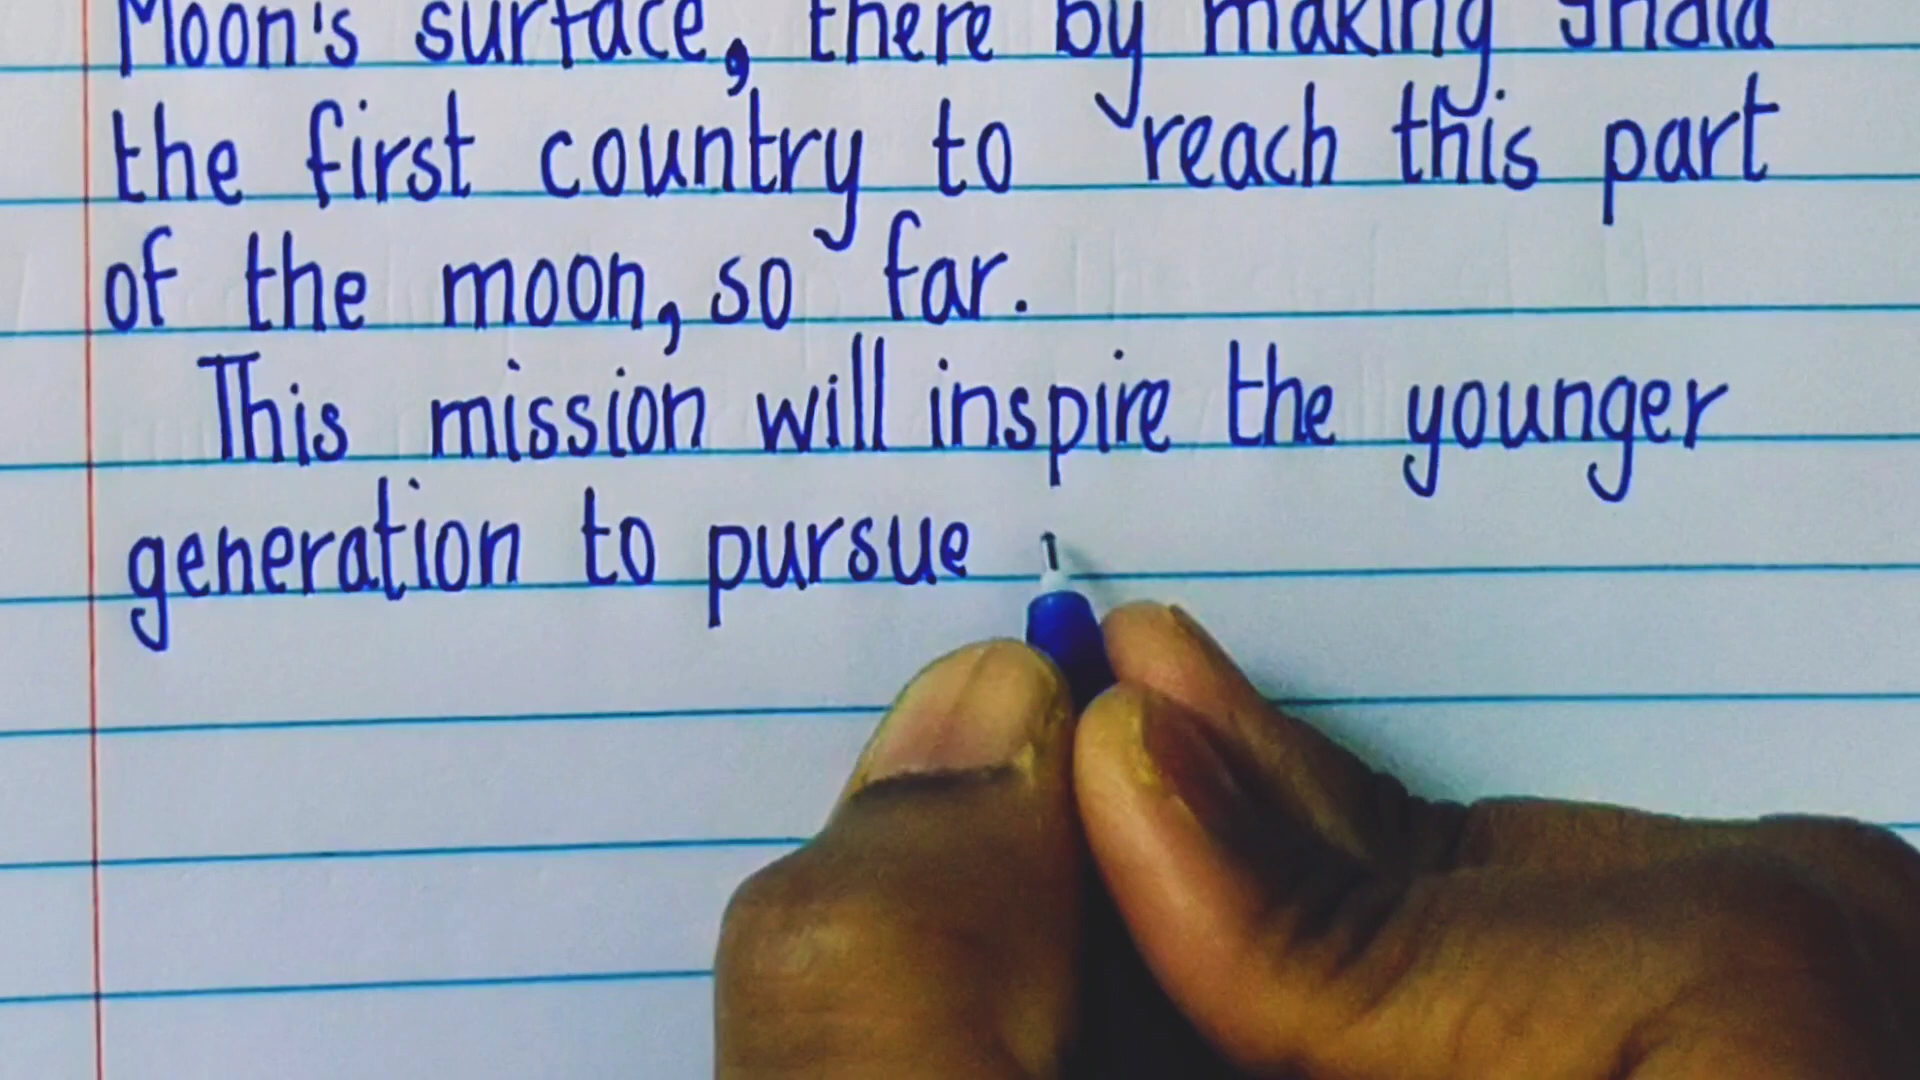 Moon's surface, there by making India
the first country to reach this part
of the moon, so far.
This mission will inspire the younger
generation to pursue